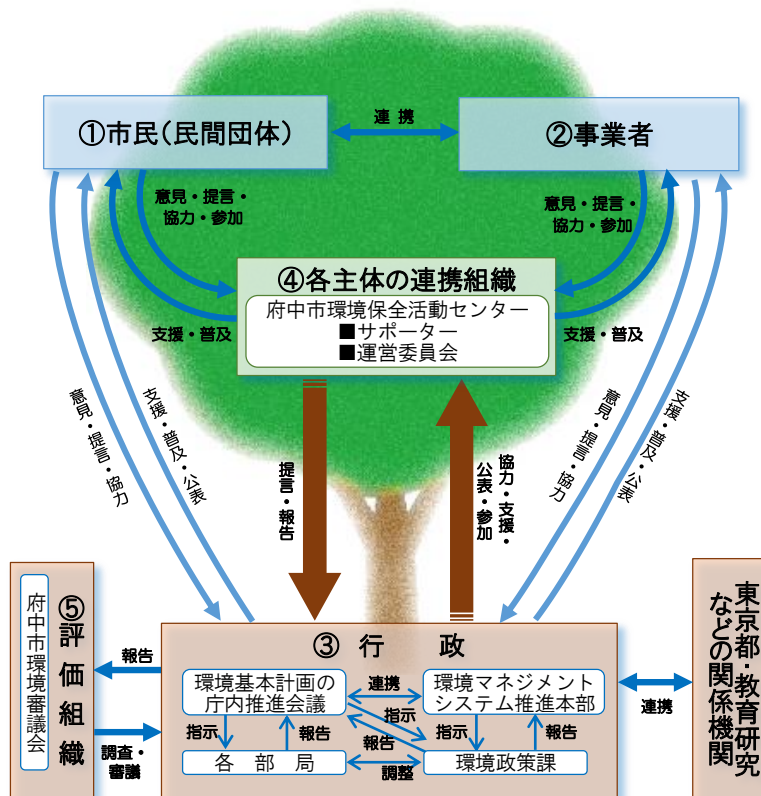 ①市民(民間団体)
連 携
②事業者
意見・提言・
協力・参加
意見・提言・
協力・参加
④各主体の連携組織
府中市環境保全活動センター
■サポーター
■運営委員会
支援・普及
支援・普及
意見・提言・協力
支援・普及・公表
提言・報告
協力・支援・
公表・参加
意見・提言・協力
支援・普及・公表
⑤評価組織
府中市環境審議会
報告
調査・
審議
③ 行 政
環境基本計画の
庁内推進会議
連携
環境マネジメント
システム推進本部
指示
報告
指示
報告
指示
報告
各 部 局
調整
環境政策課
連携
東京都・教育研究
などの関係機関